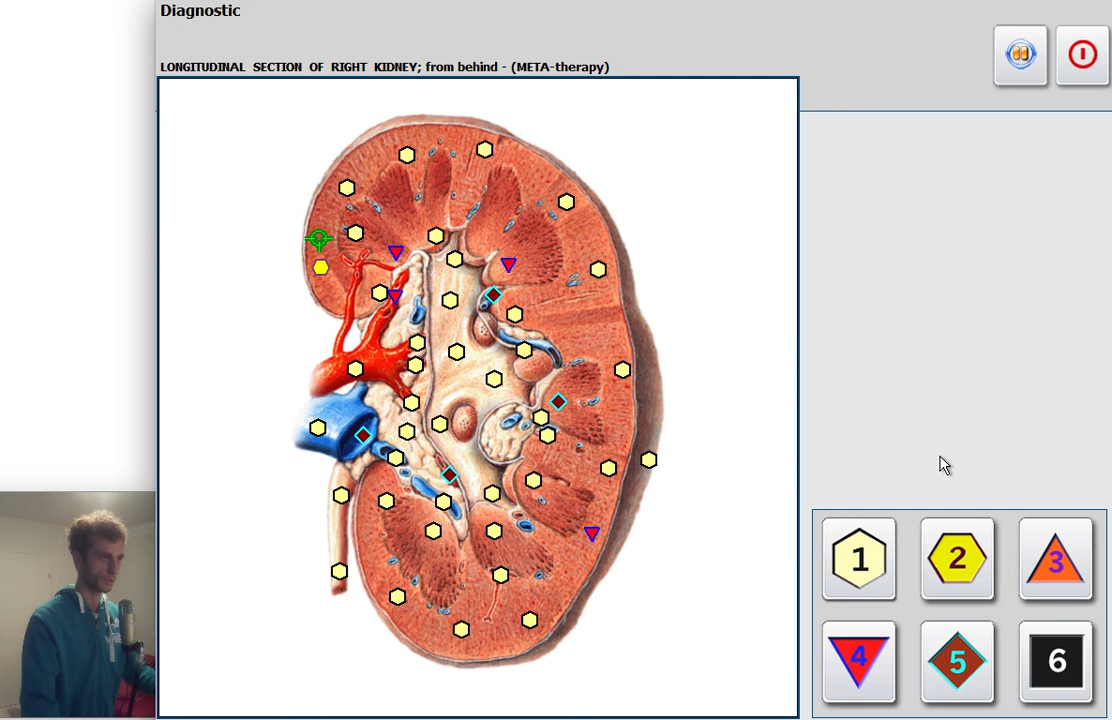 Diagnostic
LONGITUDINAL SECTION OF RIGHT KIDNEY; from behind - (META-therapy)
1 2 3
4 5 6